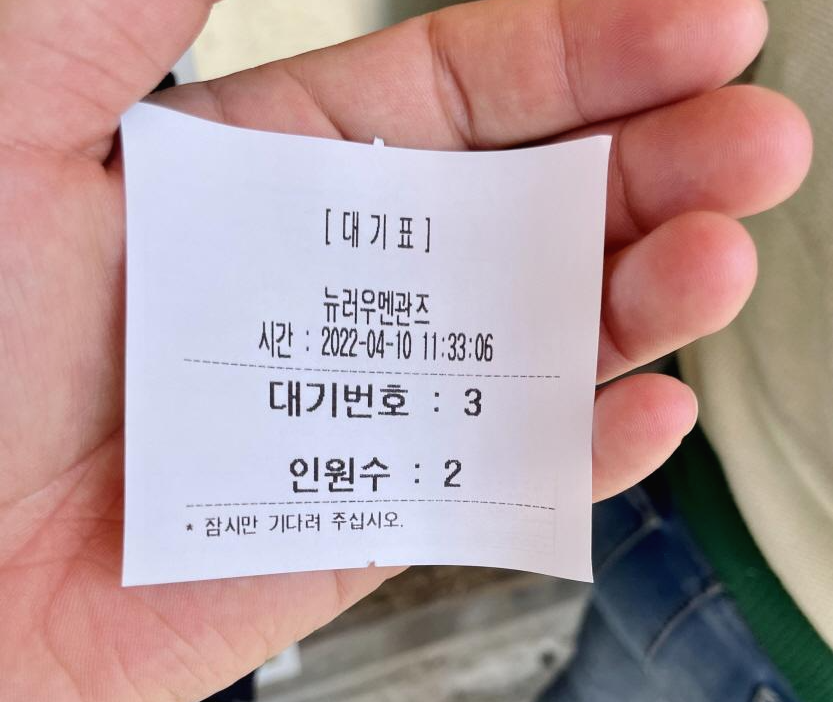 [ 대 기 표 ]
뉴러우멘관즈
시간 : 2022-04-10 11:33:06
대기번호 : 3
인원수 : 2
* 잠시만 기다려 주십시오.